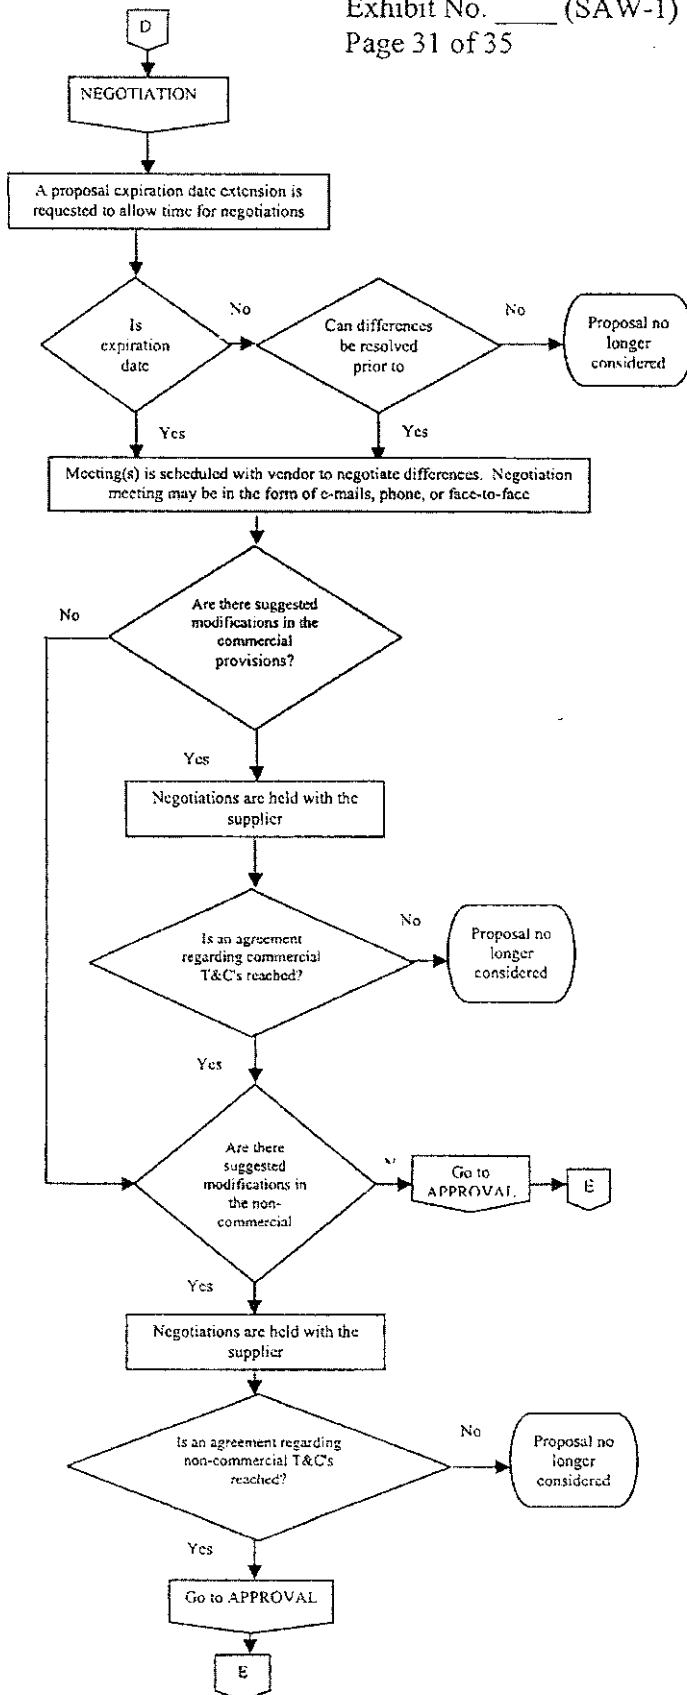 Exhibit No. ____ (SAW-1)
Page 31 of 35
D
NEGOTIATION
A proposal expiration date extension is
requested to allow time for negotiations
Is
expiration
date
No
Can differences
be resolved
prior to
No
Proposal no
longer
considered
Yes
Yes
Meeting(s) is scheduled with vendor to negotiate differences. Negotiation
meeting may be in the form of e-mails, phone, or face-to-face
No
Are there suggested
modifications in the
commercial
provisions?
Yes
Negotiations are held with the
supplier
Is an agreement
regarding commercial
T&C's reached?
No
Proposal no
longer
considered
Yes
Are there
suggested
modifications in
the non-
commercial
Go to
APPROVAL
E
Yes
Negotiations are held with the
supplier
Is an agreement regarding
non-commercial T&C's
reached?
No
Proposal no
longer
considered
Yes
Go to APPROVAL
E